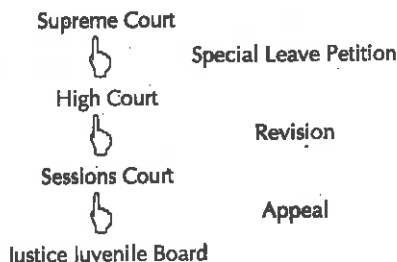 Supreme Court
Special Leave Petition
High Court
Revision
Sessions Court
Appeal
Justice Juvenile Board